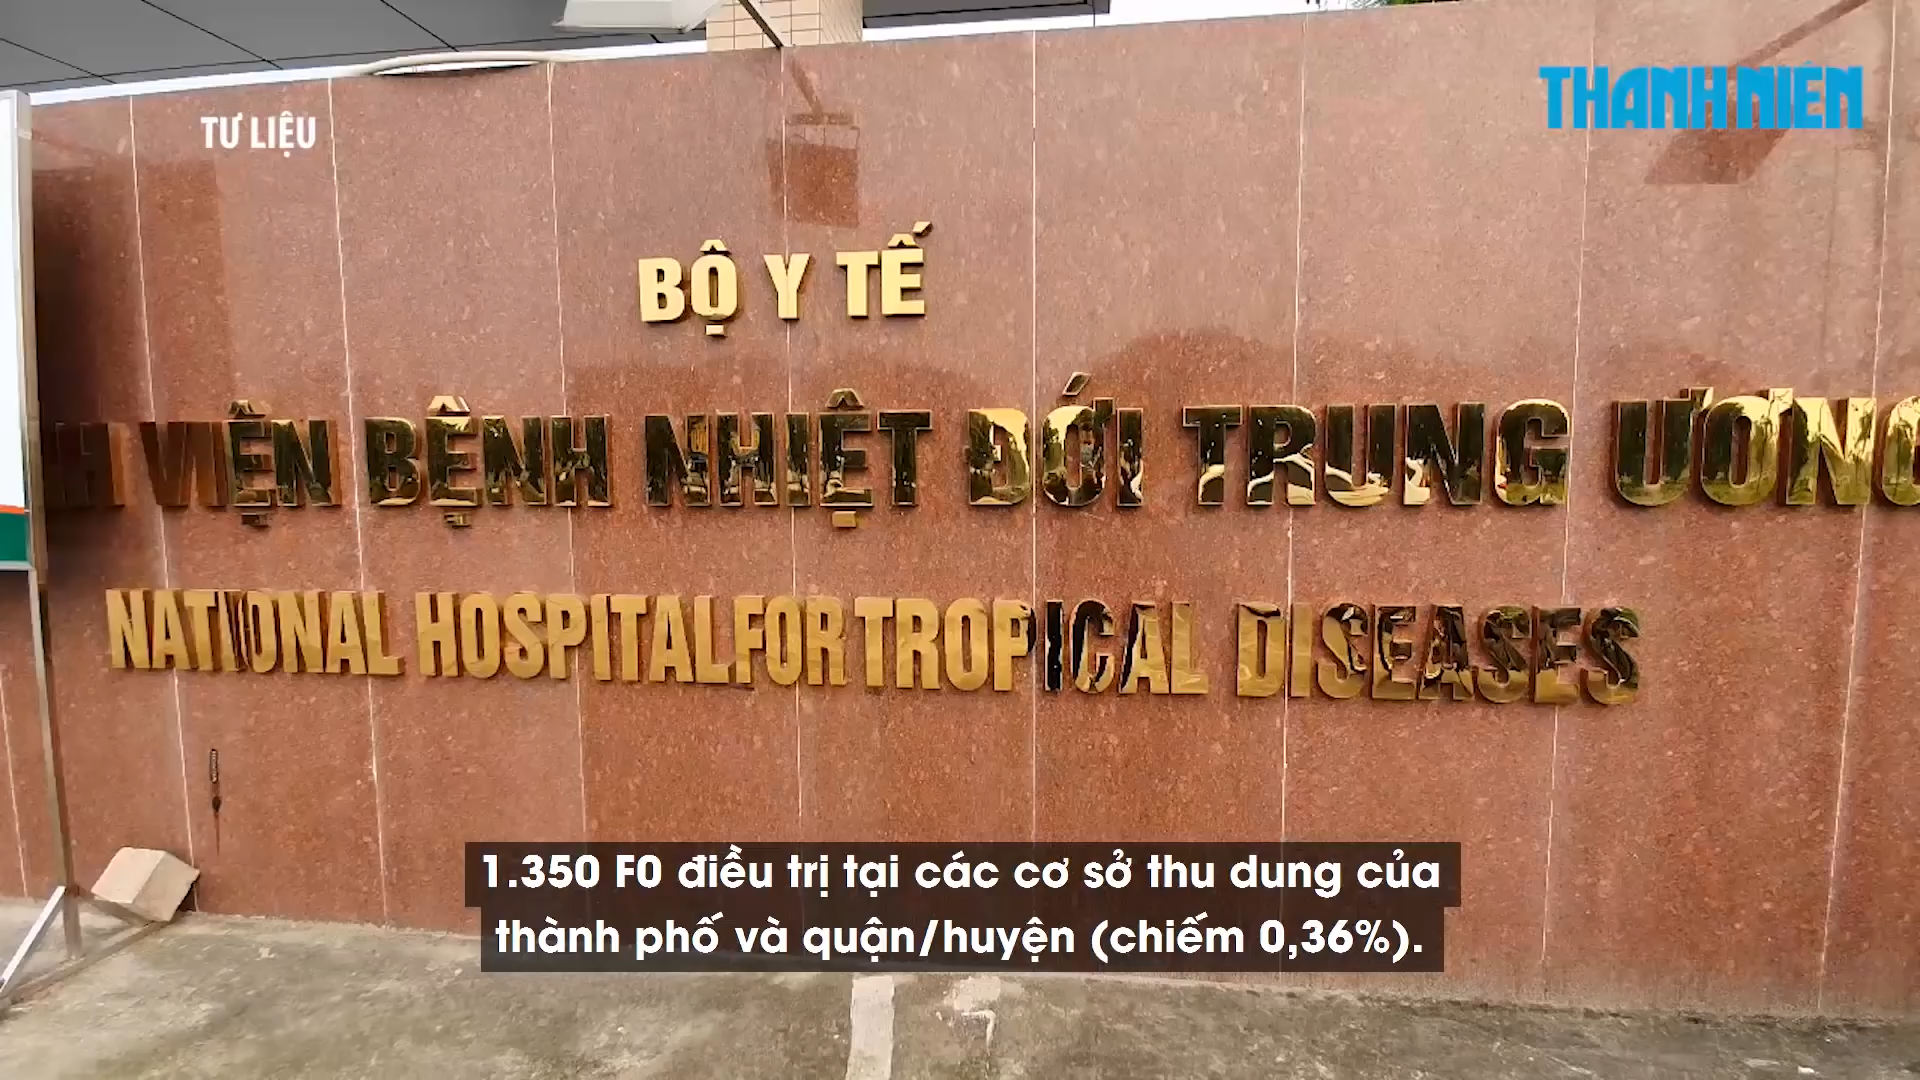 THANH NIÊN
TƯ LIỆU
BỘ Y TẾ
BỆNH VIỆN BỆNH NHIỆT ĐỚI TRUNG ƯƠNG
NATIONAL HOSPITAL FOR TROPICAL DISEASES
1.350 F0 điều trị tại các cơ sở thu dung của
thành phố và quận/huyện (chiếm 0,36%).